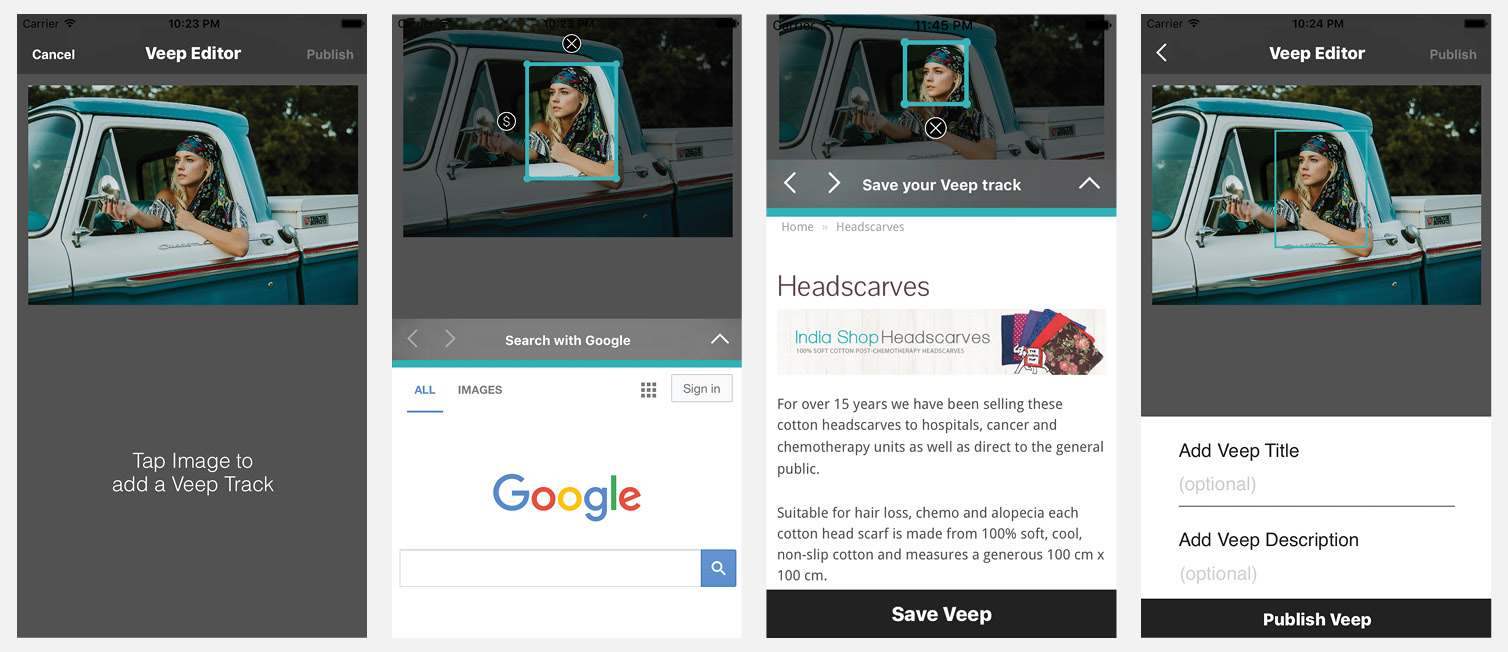 Carrier 10:23 PM
Cancel Veep Editor Publish
Tap Image to
add a Veep Track
Carrier 10:23 PM
$
Search with Google
ALL IMAGES Sign in
Google
Carrier 11:45 PM
Save your Veep track
Home » Headscarves
Headscarves
India Shop Headscarves
100% SOFT COTTON POST-CHEMOTHERAPY HEADSCARVES
For over 15 years we have been selling these
cotton headscarves to hospitals, cancer and
chemotherapy units as well as direct to the general
public.
Suitable for hair loss, chemo and alopecia each
cotton head scarf is made from 100% soft, cool,
non-slip cotton and measures a generous 100 cm x
100 cm.
Save Veep
Carrier 10:24 PM
Veep Editor Publish
Add Veep Title
(optional)
Add Veep Description
(optional)
Publish Veep